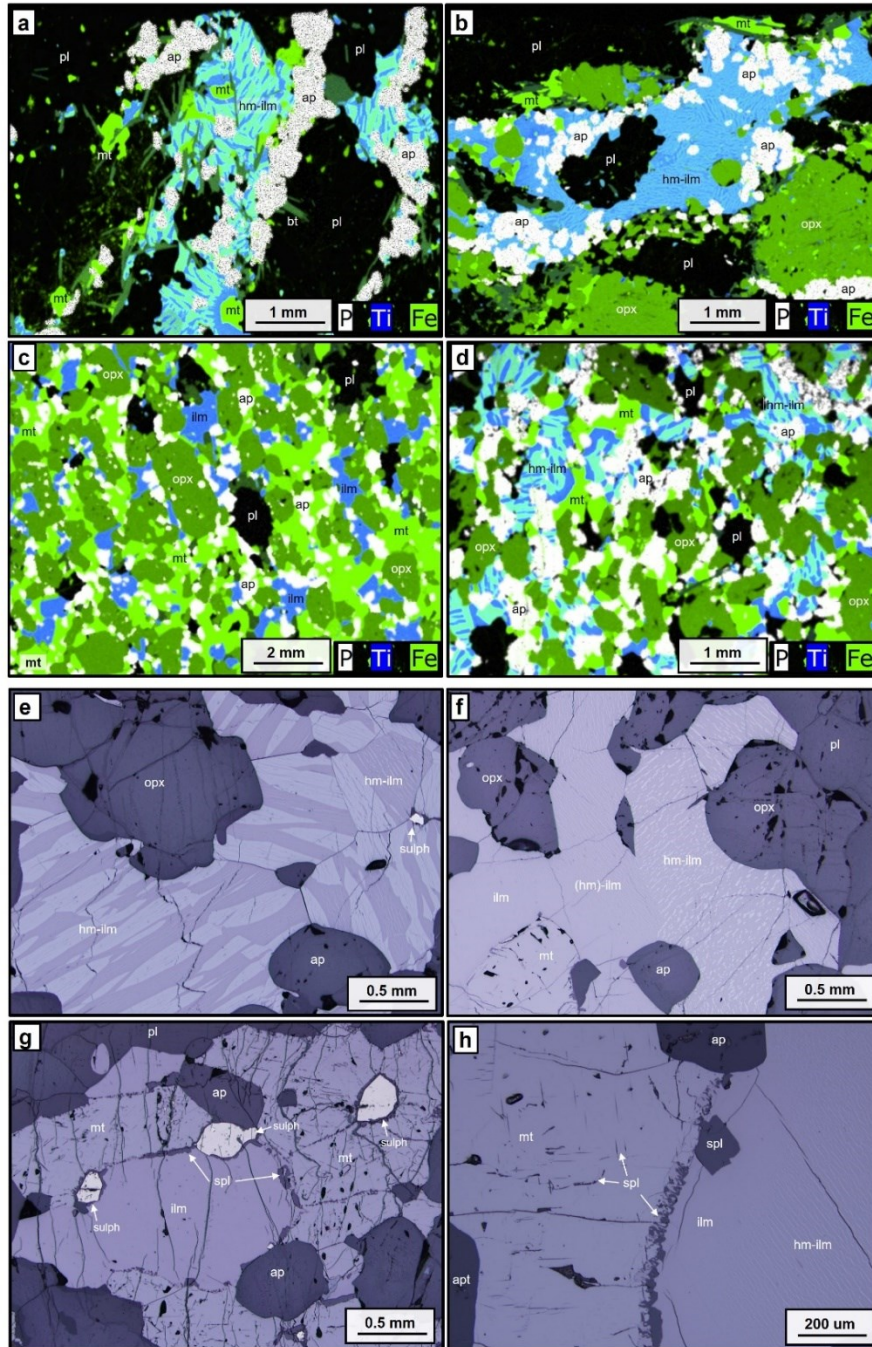 a
pl
ap
mt
hm-ilm
ap
mt
ap
bt
pl
mt
mt
1 mm
P Ti Fe
b
mt
pl
ap
mt
ap
pl
ap
hm-ilm
ap
opx
pl
ap
opx
1 mm
P Ti Fe
c
opx
pl
mt
ilm
ap
opx
ilm
pl
ap
mt
mt
opx
ap
ilm
mt
2 mm
P Ti Fe
d
pl
hm-ilm
mt
ap
hm-ilm
ap
mt
opx
pl
ap
opx
1 mm
P Ti Fe
e
opx
hm-ilm
sulph
hm-ilm
ap
0.5 mm
f
pl
opx
opx
hm-ilm
(hm)-ilm
ilm
mt
ap
0.5 mm
g
pl
ap
mt
sulph
sulph
mt
spl
ilm
sulph
ap
0.5 mm
h
ap
mt
spl
spl
ilm
hm-ilm
apt
200 um